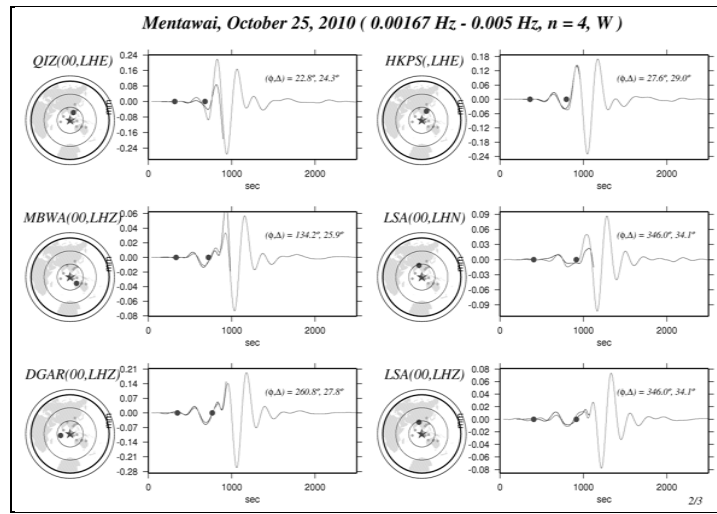 Mentawai, October 25, 2010 ( 0.00167 Hz - 0.005 Hz, n = 4, W )
QIZ(00,LHE)
0.24
0.16
0.08
0.00
-0.08
-0.16
-0.24
(φ,Δ) = 22.8°, 24.3°
mm
0 1000 2000
sec
HKPS(,LHE)
0.18
0.12
0.06
0.00
-0.06
-0.12
-0.18
-0.24
(φ,Δ) = 27.6°, 29.0°
mm
0 1000 2000
sec
MBWA(00,LHZ)
0.06
0.04
0.02
0.00
-0.02
-0.04
-0.06
-0.08
(φ,Δ) = 134.2°, 25.9°
mm
0 1000 2000
sec
LSA(00,LHN)
0.09
0.06
0.03
0.00
-0.03
-0.06
-0.09
(φ,Δ) = 346.0°, 34.1°
mm
0 1000 2000
sec
DGAR(00,LHZ)
0.21
0.14
0.07
0.00
-0.07
-0.14
-0.21
-0.28
(φ,Δ) = 260.8°, 27.8°
mm
0 1000 2000
sec
LSA(00,LHZ)
0.08
0.06
0.04
0.02
0.00
-0.02
-0.04
-0.06
-0.08
(φ,Δ) = 346.0°, 34.1°
mm
0 1000 2000
sec
2/3